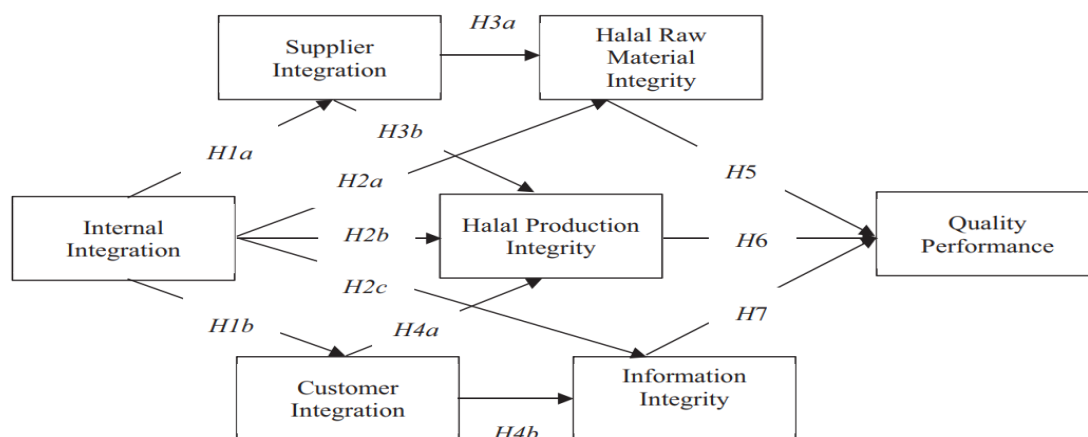 H3a
Supplier
Integration
Halal Raw
Material
Integrity
H3b
H1a
H2a
H5
Internal
Integration
H2b
Halal Production
Integrity
H6
Quality
Performance
H2c
H1b
H4a
H7
Customer
Integration
Information
Integrity
H4b